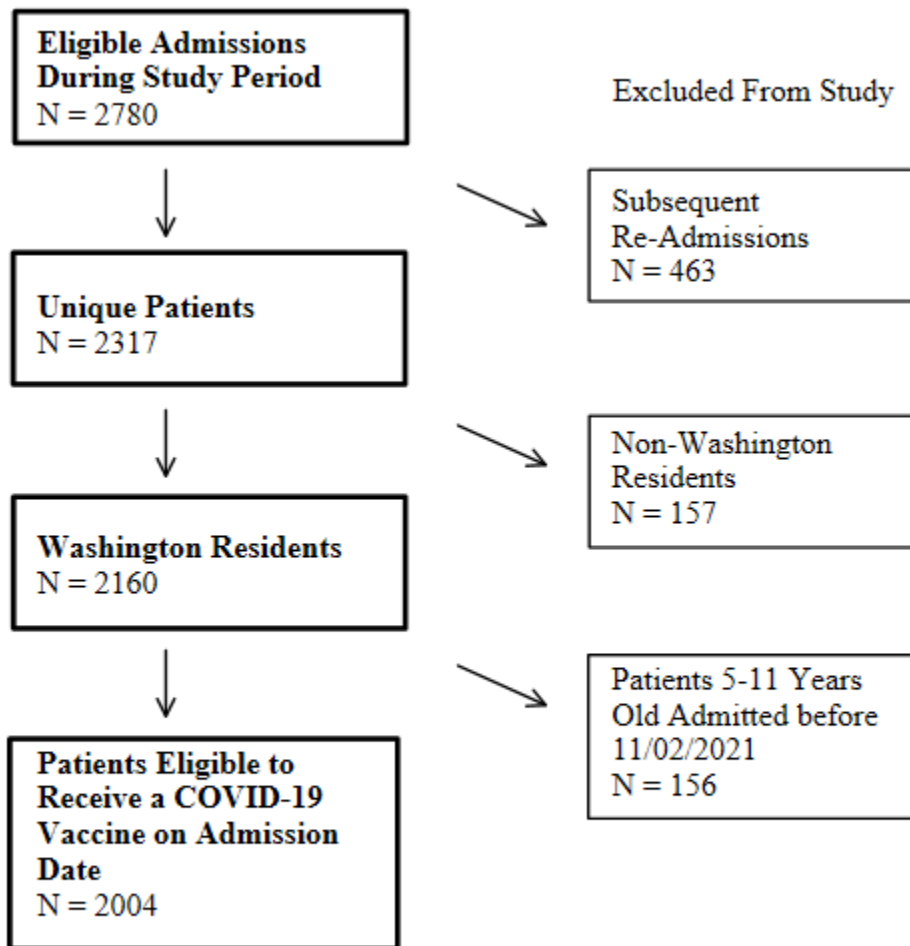 Eligible Admissions
During Study Period
N = 2780
Excluded From Study
Subsequent
Re-Admissions
N = 463
Unique Patients
N = 2317
Non-Washington
Residents
N = 157
Washington Residents
N = 2160
Patients 5-11 Years
Old Admitted before
11/02/2021
N = 156
Patients Eligible to
Receive a COVID-19
Vaccine on Admission
Date
N = 2004